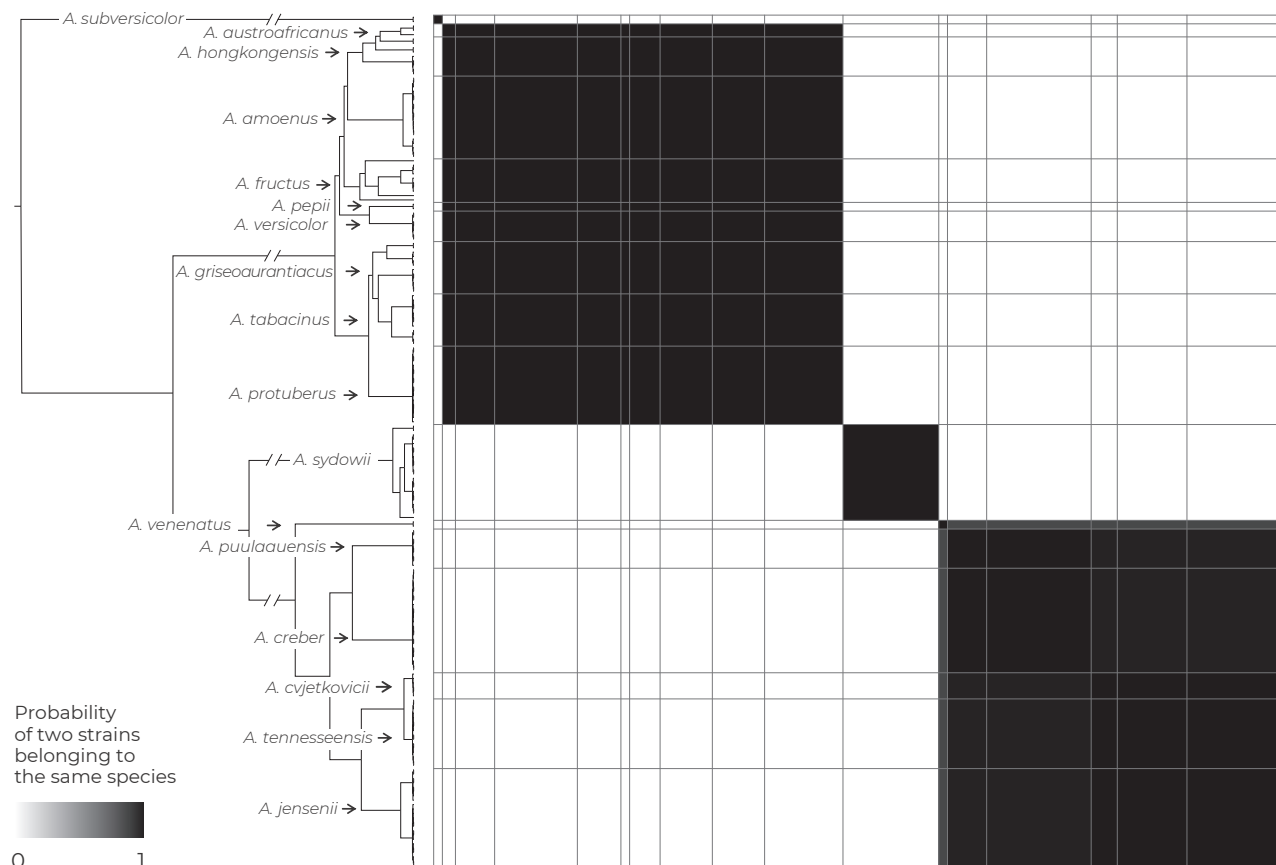 A. subversicolor
A. austroafricanus
A. hongkongensis
A. amoenus
A. fructus
A. pepii
A. versicolor
A. griseoaurantiacus
A. tabacinus
A. protuberus
A. sydowii
A. venenatus
A. puulaauensis
A. creber
A. cvjetkovicii
A. tennesseensis
A. jensenii
Probability
of two strains
belonging to
the same species
0 1